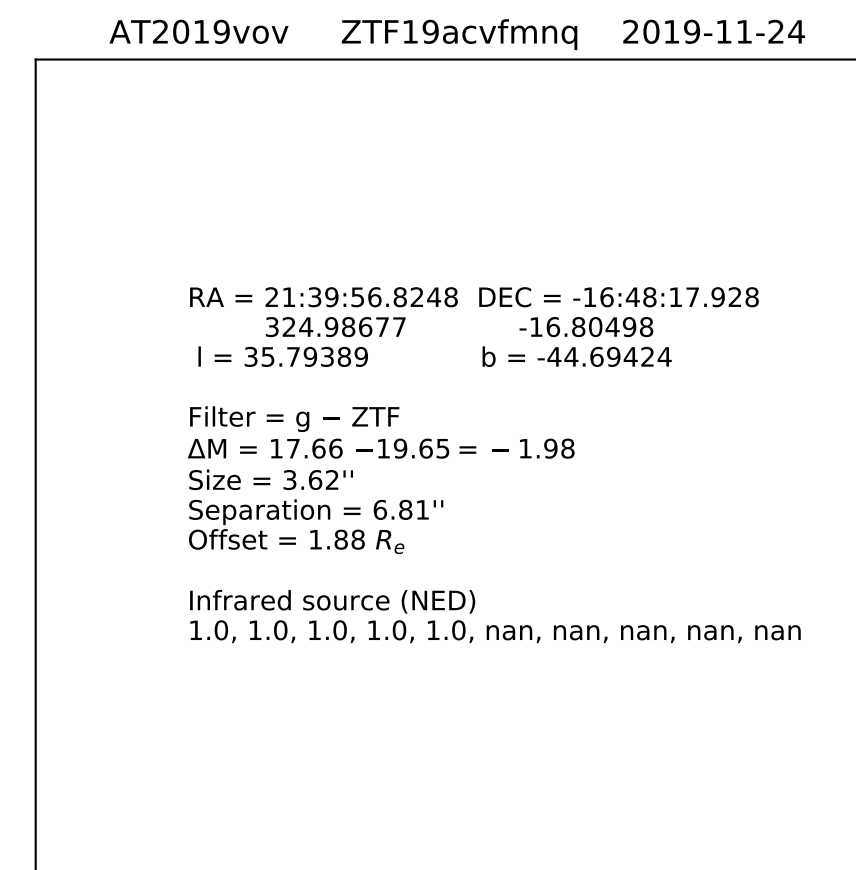 AT2019vov ZTF19acvfmnq 2019-11-24
RA = 21:39:56.8248 DEC = -16:48:17.928
324.98677 -16.80498
l = 35.79389 b = -44.69424
Filter = g − ZTF
ΔM = 17.66 −19.65 = − 1.98
Size = 3.62''
Separation = 6.81''
Offset = 1.88 Rₑ
Infrared source (NED)
1.0, 1.0, 1.0, 1.0, 1.0, nan, nan, nan, nan, nan